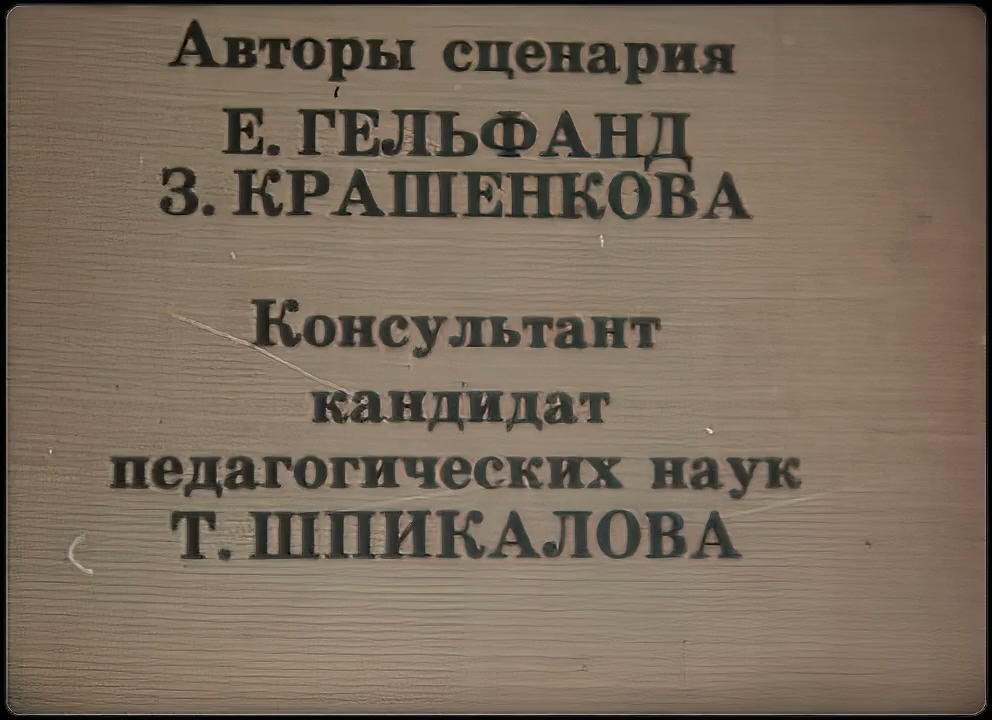 Авторы сценария
Е. ГЕЛЬФАНД
З. КРАШЕНКОВА
Консультант
кандидат
педагогических наук
Т. ШПИКАЛОВА